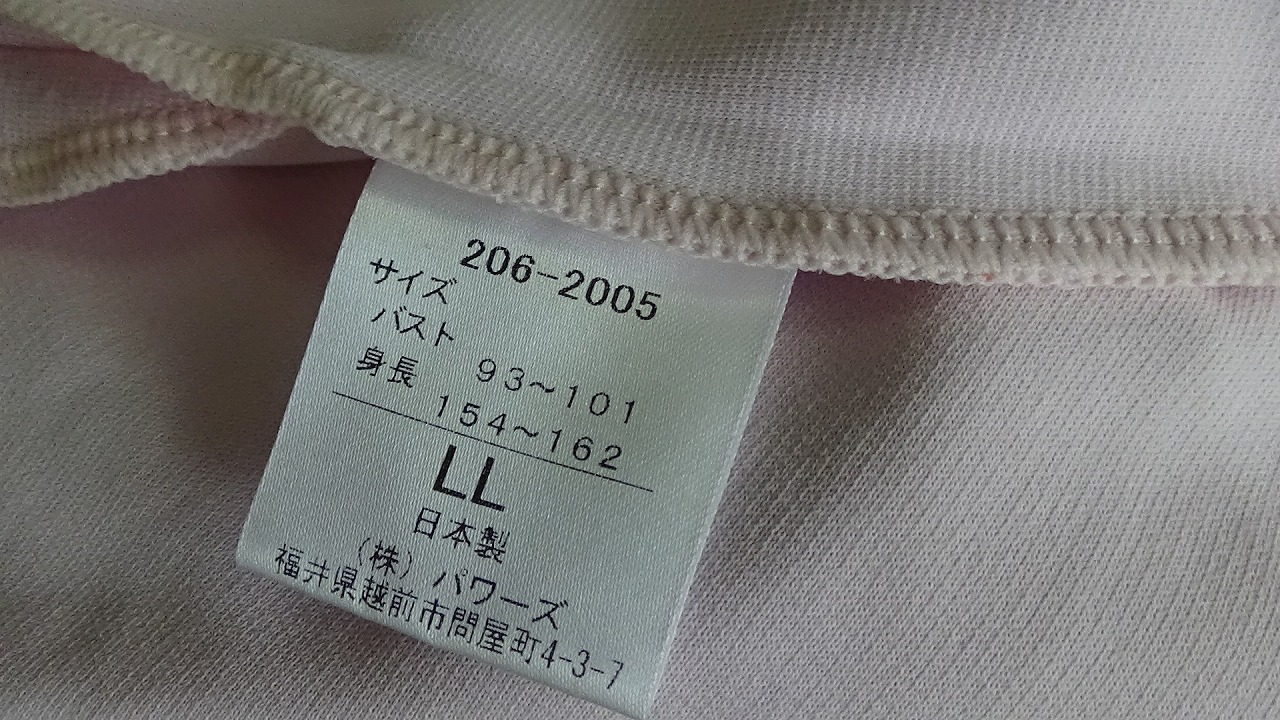 206-2005
サイズ
バスト 93~101
身長 154~162
LL
日本製
(株) パワーズ
福井県越前市問屋町4-3-7